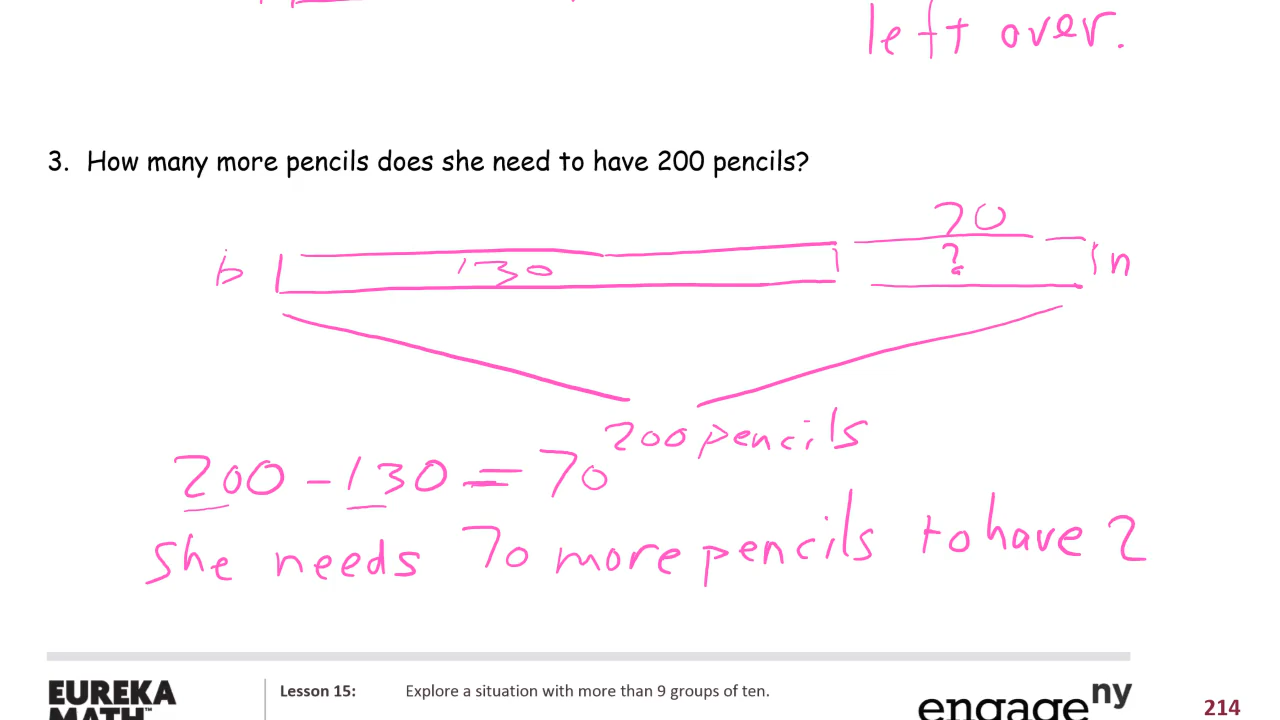 left over.
3. How many more pencils does she need to have 200 pencils?
70
b 130 ? n
200 pencils
200 - 130 = 70
She needs 70 more pencils to have 2
EUREKA MATH™
Lesson 15: Explore a situation with more than 9 groups of ten.
engage ny
214